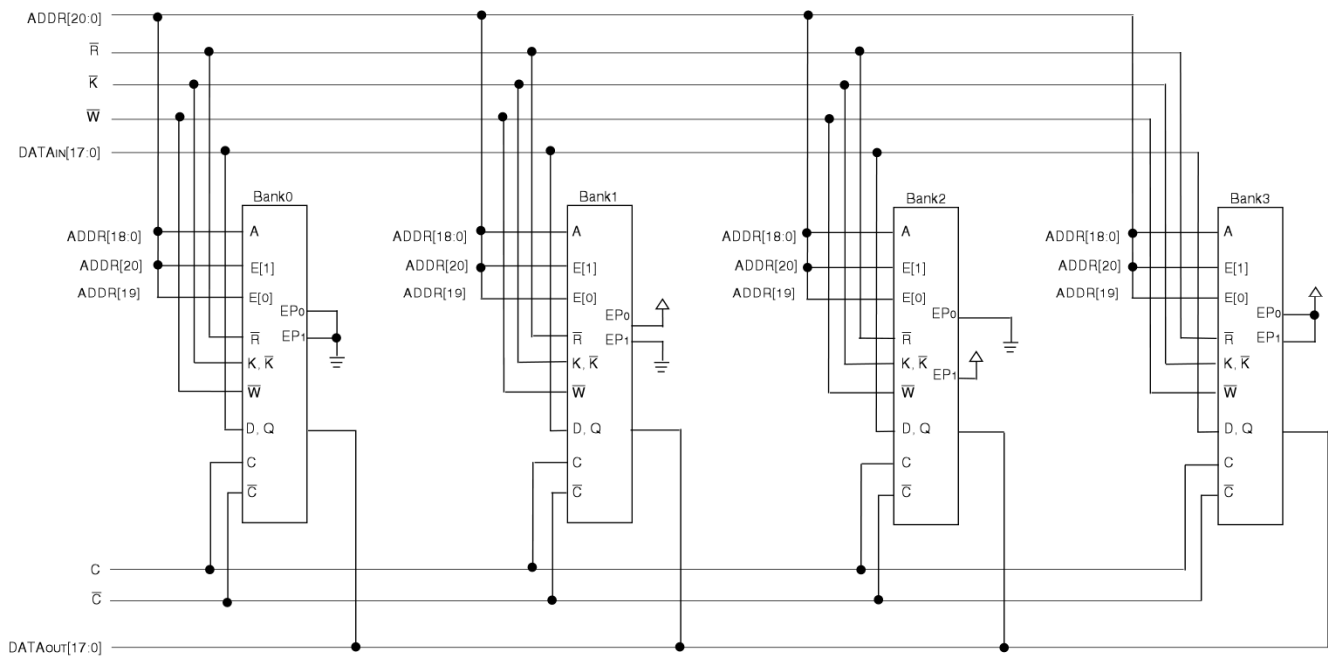 ADDR[20:0]
R̅
K̅
W̅
DATAIN[17:0]
Bank0
ADDR[18:0]
A
ADDR[20]
E[1]
ADDR[19]
E[0]
EP0
EP1
R̅
K, K̅
W̅
D, Q
C
C̅
Bank1
ADDR[18:0]
A
ADDR[20]
E[1]
ADDR[19]
E[0]
EP0
EP1
R̅
K, K̅
W̅
D, Q
C
C̅
Bank2
ADDR[18:0]
A
ADDR[20]
E[1]
ADDR[19]
E[0]
EP0
R̅
K, K̅
EP1
W̅
D, Q
C
C̅
Bank3
ADDR[18:0]
A
ADDR[20]
E[1]
ADDR[19]
E[0]
EP0
EP1
R̅
K, K̅
W̅
D, Q
C
C̅
C
C̅
DATAOUT[17:0]